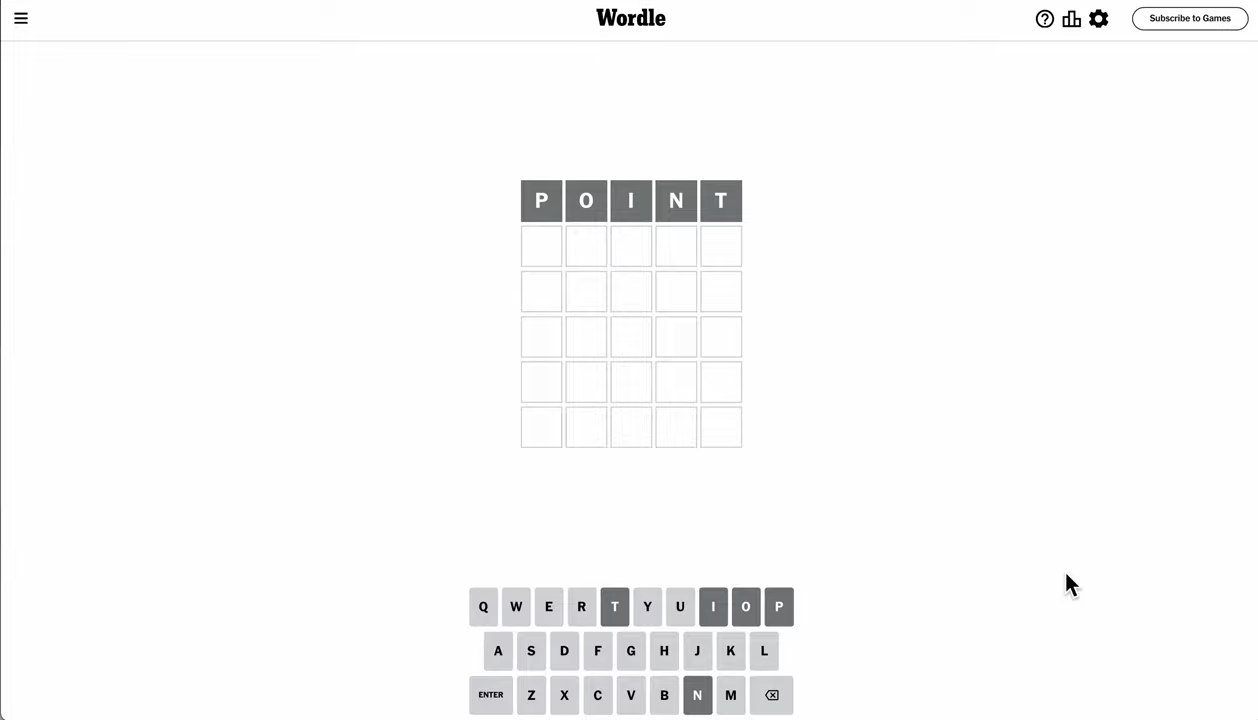 Wordle
Subscribe to Games
P O I N T
Q W E R T Y U I O P
A S D F G H J K L
ENTER Z X C V B N M